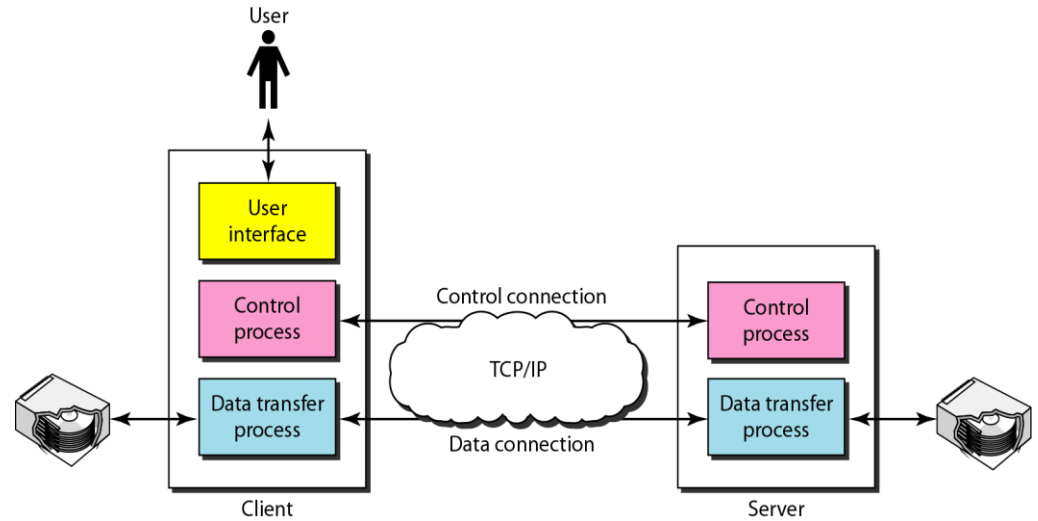 User
User
interface
Control connection
Control
process
Control
process
TCP/IP
Data transfer
process
Data transfer
process
Data connection
Client
Server